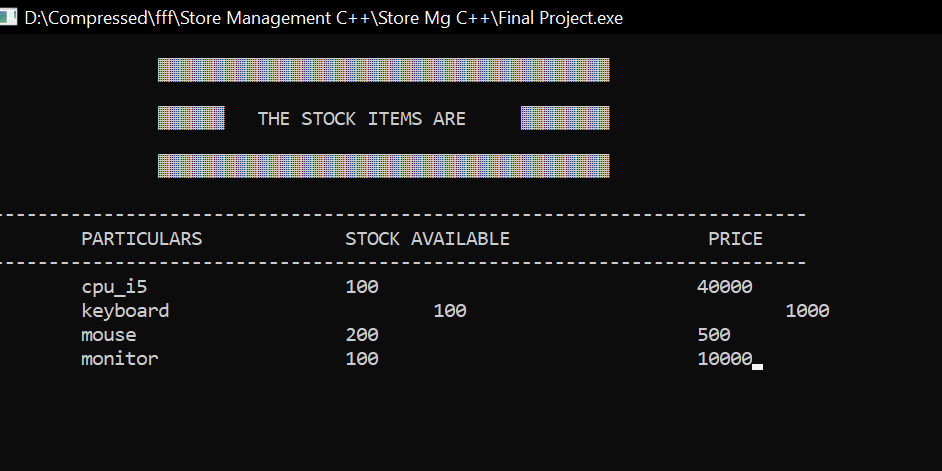 D:\Compressed\fff\Store Management C++\Store Mg C++\Final Project.exe
THE STOCK ITEMS ARE
--------------------------------------------------------------------------
PARTICULARS STOCK AVAILABLE PRICE
--------------------------------------------------------------------------
cpu_i5 100 40000
keyboard 100 1000
mouse 200 500
monitor 100 10000